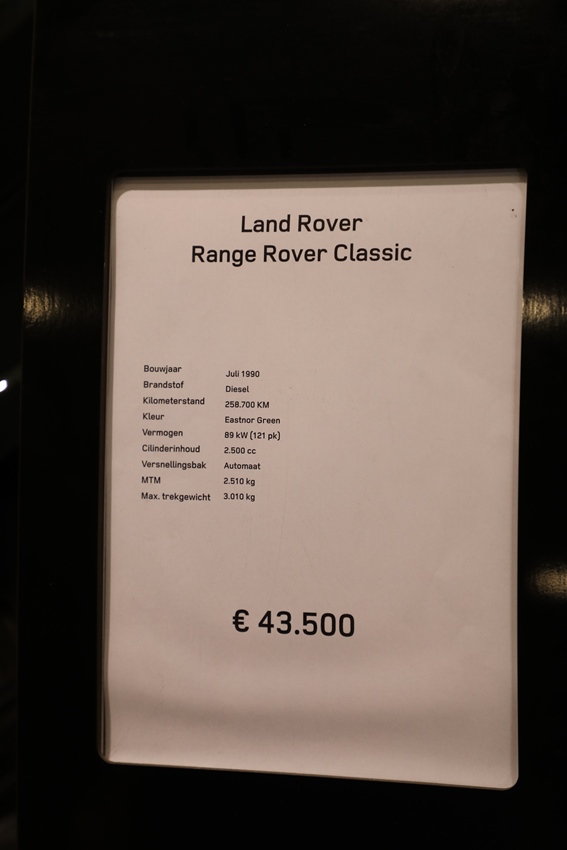 Land Rover
Range Rover Classic
Bouwjaar Juli 1990
Brandstof Diesel
Kilometerstand 258.700 KM
Kleur Eastnor Green
Vermogen 89 kW (121 pk)
Cilinderinhoud 2.500 cc
Versnellingsbak Automaat
MTM 2.510 kg
Max. trekgewicht 3.010 kg
€ 43.500